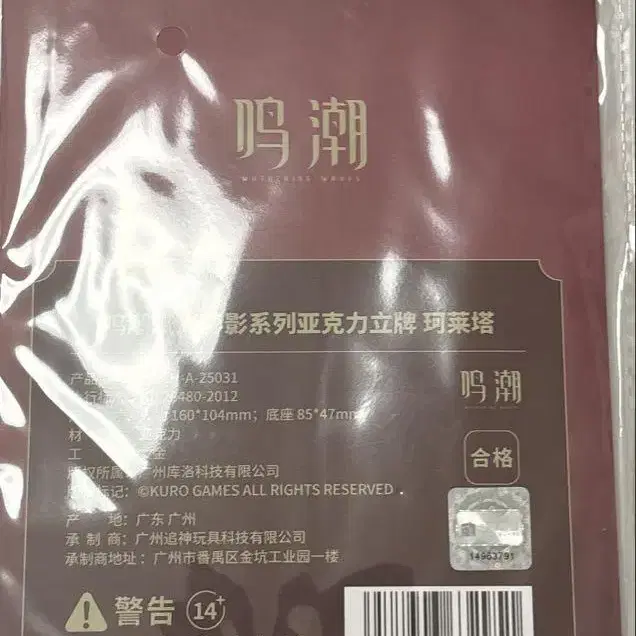 鸣潮
WUTHERING WAVES
影系列亚克力立牌 珂莱塔
产品 -A-25031
鸣潮
行 480-2012
160*104mm；底座 85*47mm
材 克力
合格
工
权所属 广州库洛科技有限公司
标记：©KURO GAMES ALL RIGHTS RESERVED .
产 地：广东 广州
承 制 商：广州追神玩具科技有限公司
承制商地址：广州市番禺区金坑工业园一楼
14963791
警告 14+